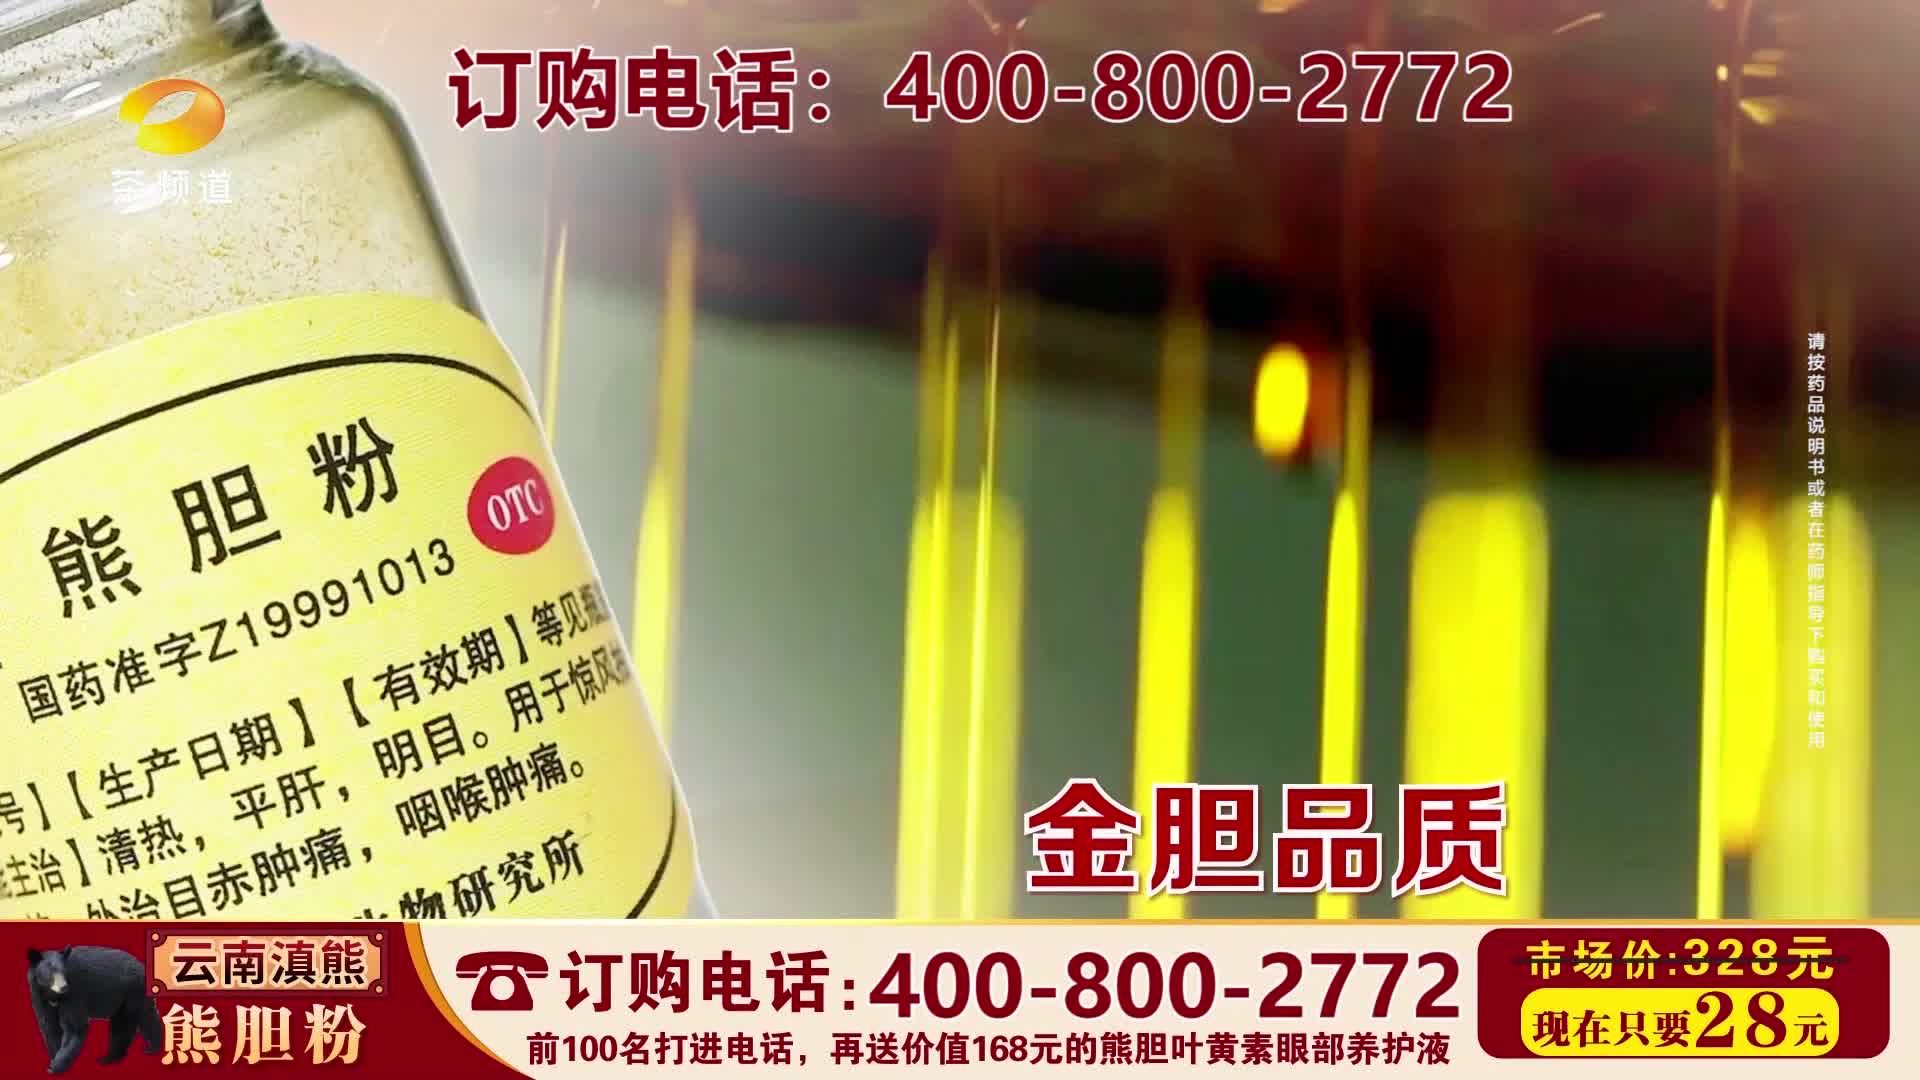 订购电话：400-800-2772
茶频道
熊胆粉
OTC
国药准字Z19991013
号】【生产日期】【有效期】等见瓶
主治】清热，平肝，明目。用于惊风
外治目赤肿痛，咽喉肿痛。
物研究所
请按药品说明书或者在药师指导下购买和使用
金胆品质
云南滇熊
熊胆粉
订购电话:400-800-2772
前100名打进电话，再送价值168元的熊胆叶黄素眼部养护液
市场价:328元
现在只要28元